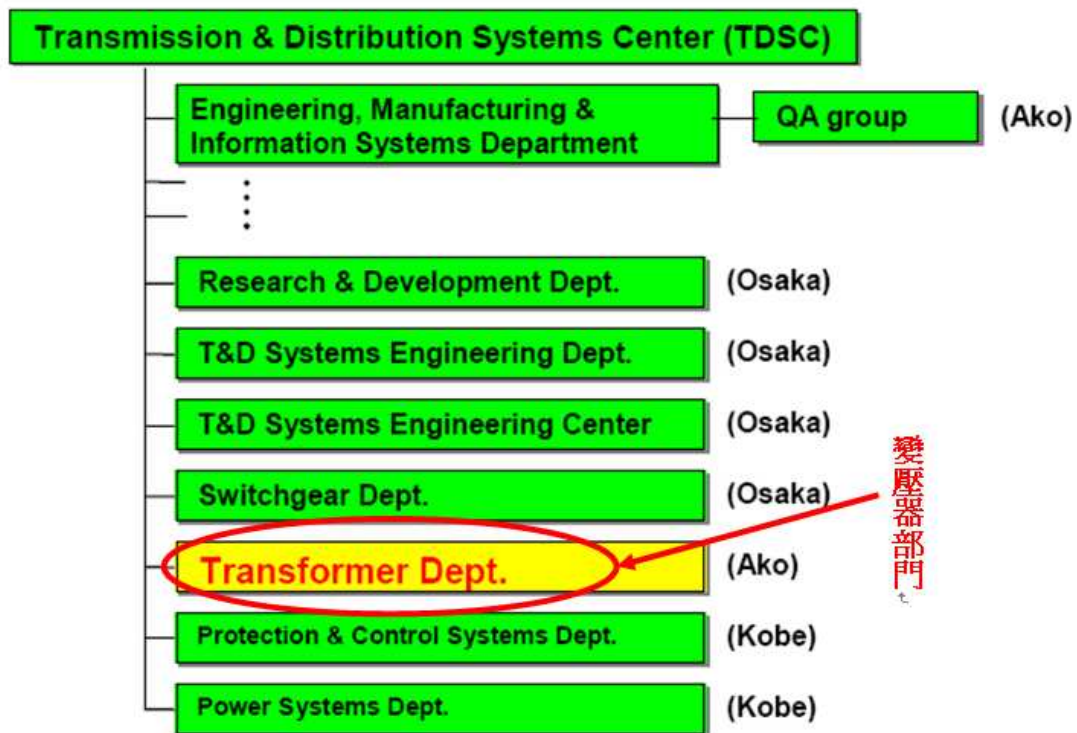 Transmission & Distribution Systems Center (TDSC)
Engineering, Manufacturing &
Information Systems Department
QA group
(Ako)
Research & Development Dept.
(Osaka)
T&D Systems Engineering Dept.
(Osaka)
T&D Systems Engineering Center
(Osaka)
Switchgear Dept.
(Osaka)
變壓器部門
Transformer Dept.
(Ako)
Protection & Control Systems Dept.
(Kobe)
Power Systems Dept.
(Kobe)